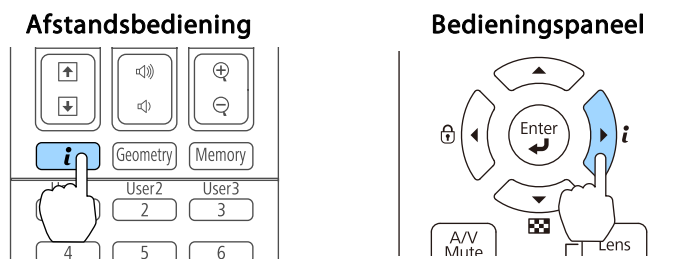 Afstandsbediening
i
Geometry
Memory
User2
User3
2
3
4
5
6
Bedieningspaneel
Enter
i
A/V
Mute
Lens